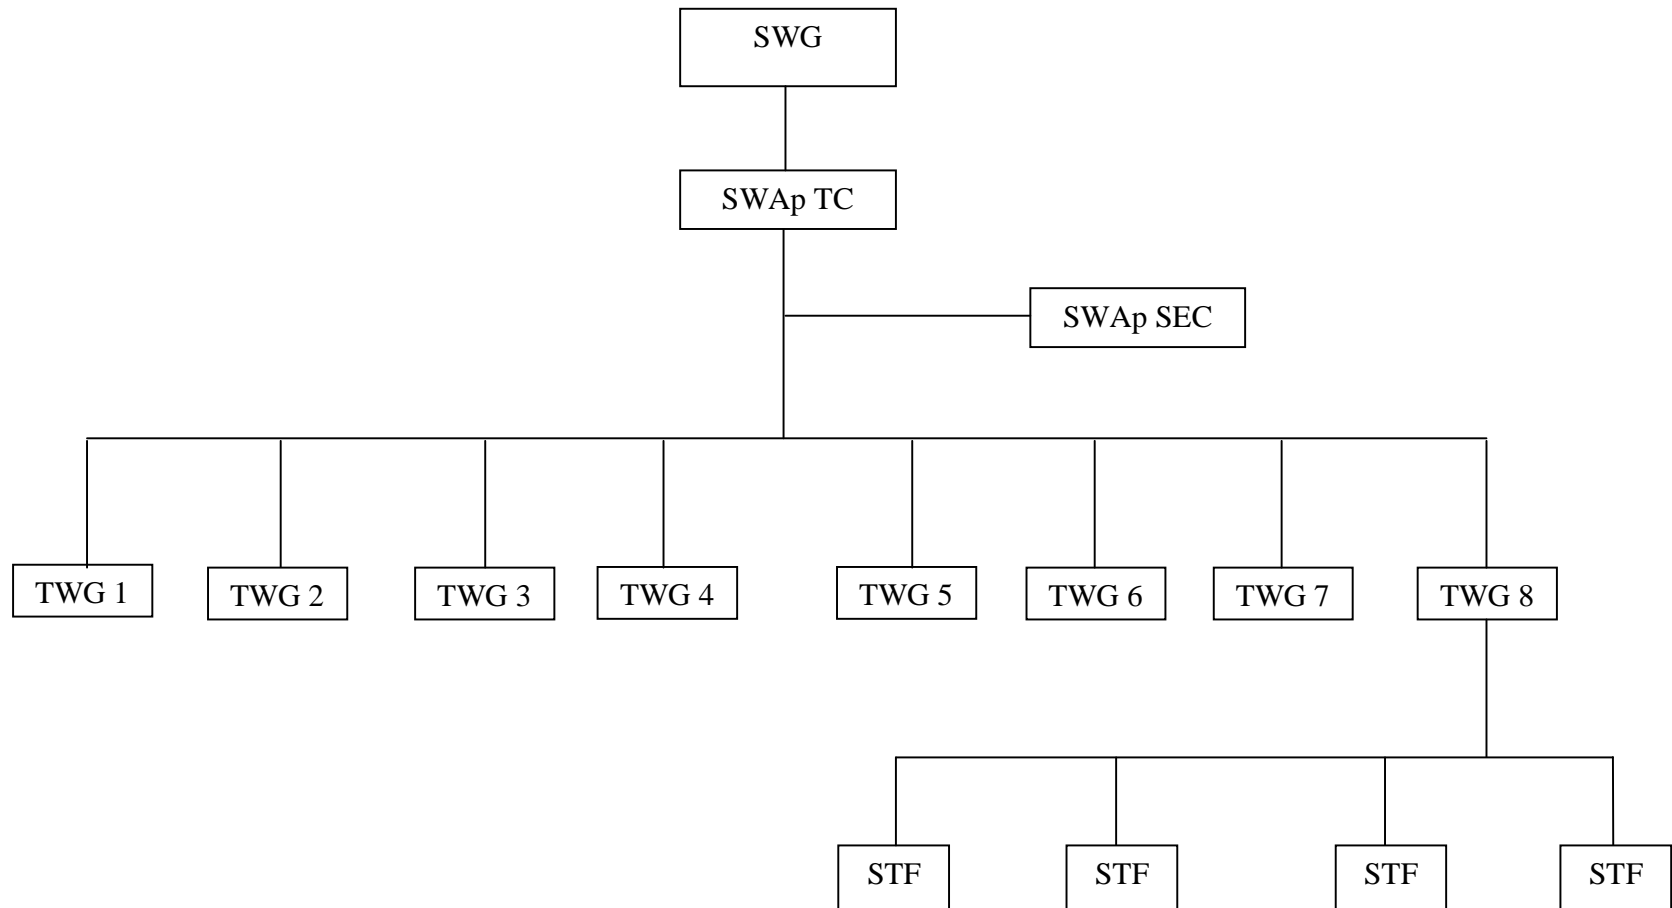 SWG
SWAp TC
SWAp SEC
TWG 1
TWG 2
TWG 3
TWG 4
TWG 5
TWG 6
TWG 7
TWG 8
STF
STF
STF
STF